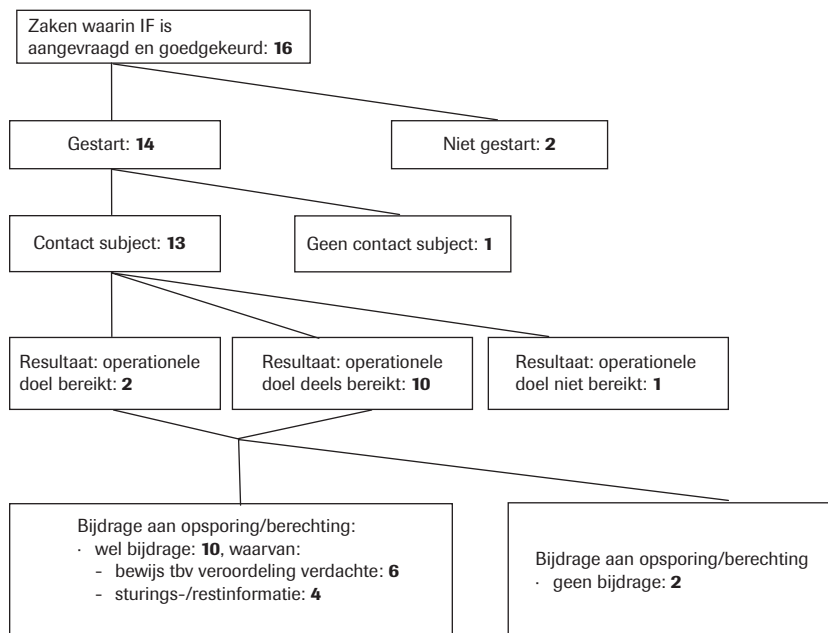 Zaken waarin IF is
aangevraagd en goedgekeurd: 16
Gestart: 14
Niet gestart: 2
Contact subject: 13
Geen contact subject: 1
Resultaat: operationele
doel bereikt: 2
Resultaat: operationele
doel deels bereikt: 10
Resultaat: operationele
doel niet bereikt: 1
Bijdrage aan opsporing/berechting:
· wel bijdrage: 10, waarvan:
- bewijs tbv veroordeling verdachte: 6
- sturings-/restinformatie: 4
Bijdrage aan opsporing/berechting
· geen bijdrage: 2